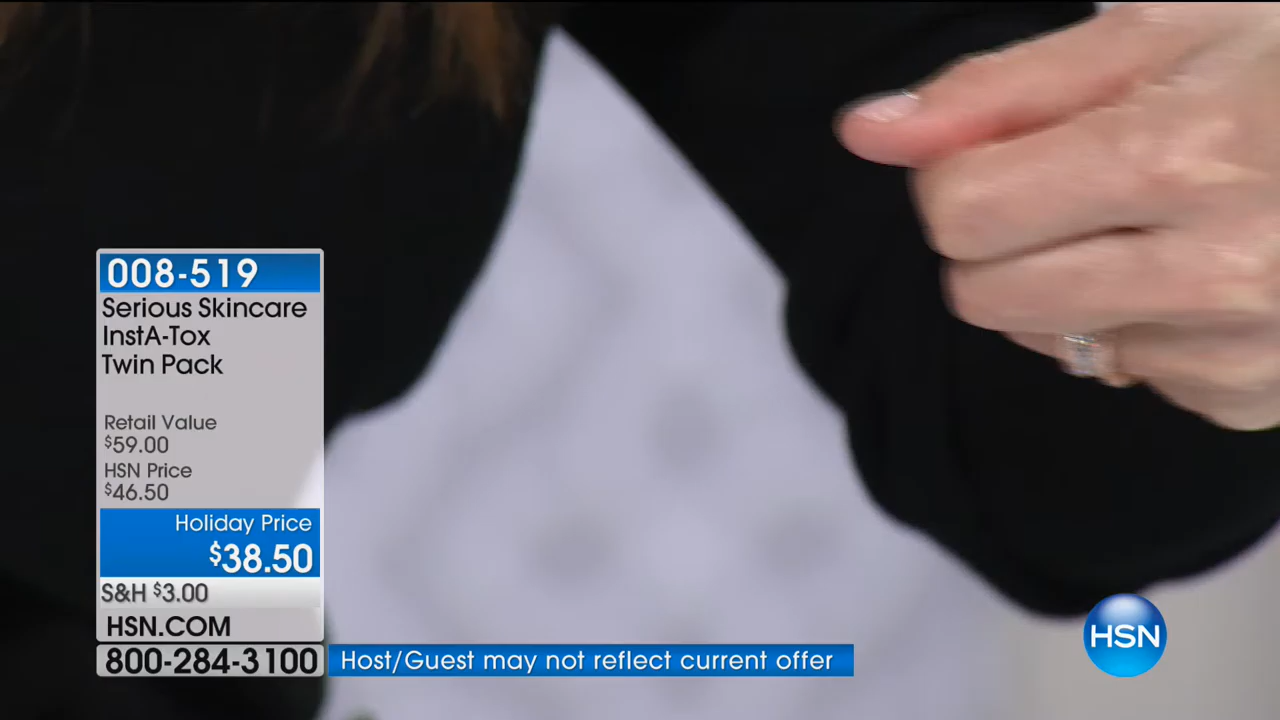 008-519
Serious Skincare
InstA-Tox
Twin Pack
Retail Value
$59.00
HSN Price
$46.50
Holiday Price
$38.50
S&H $3.00
HSN.COM
800-284-3100
Host/Guest may not reflect current offer
HSN